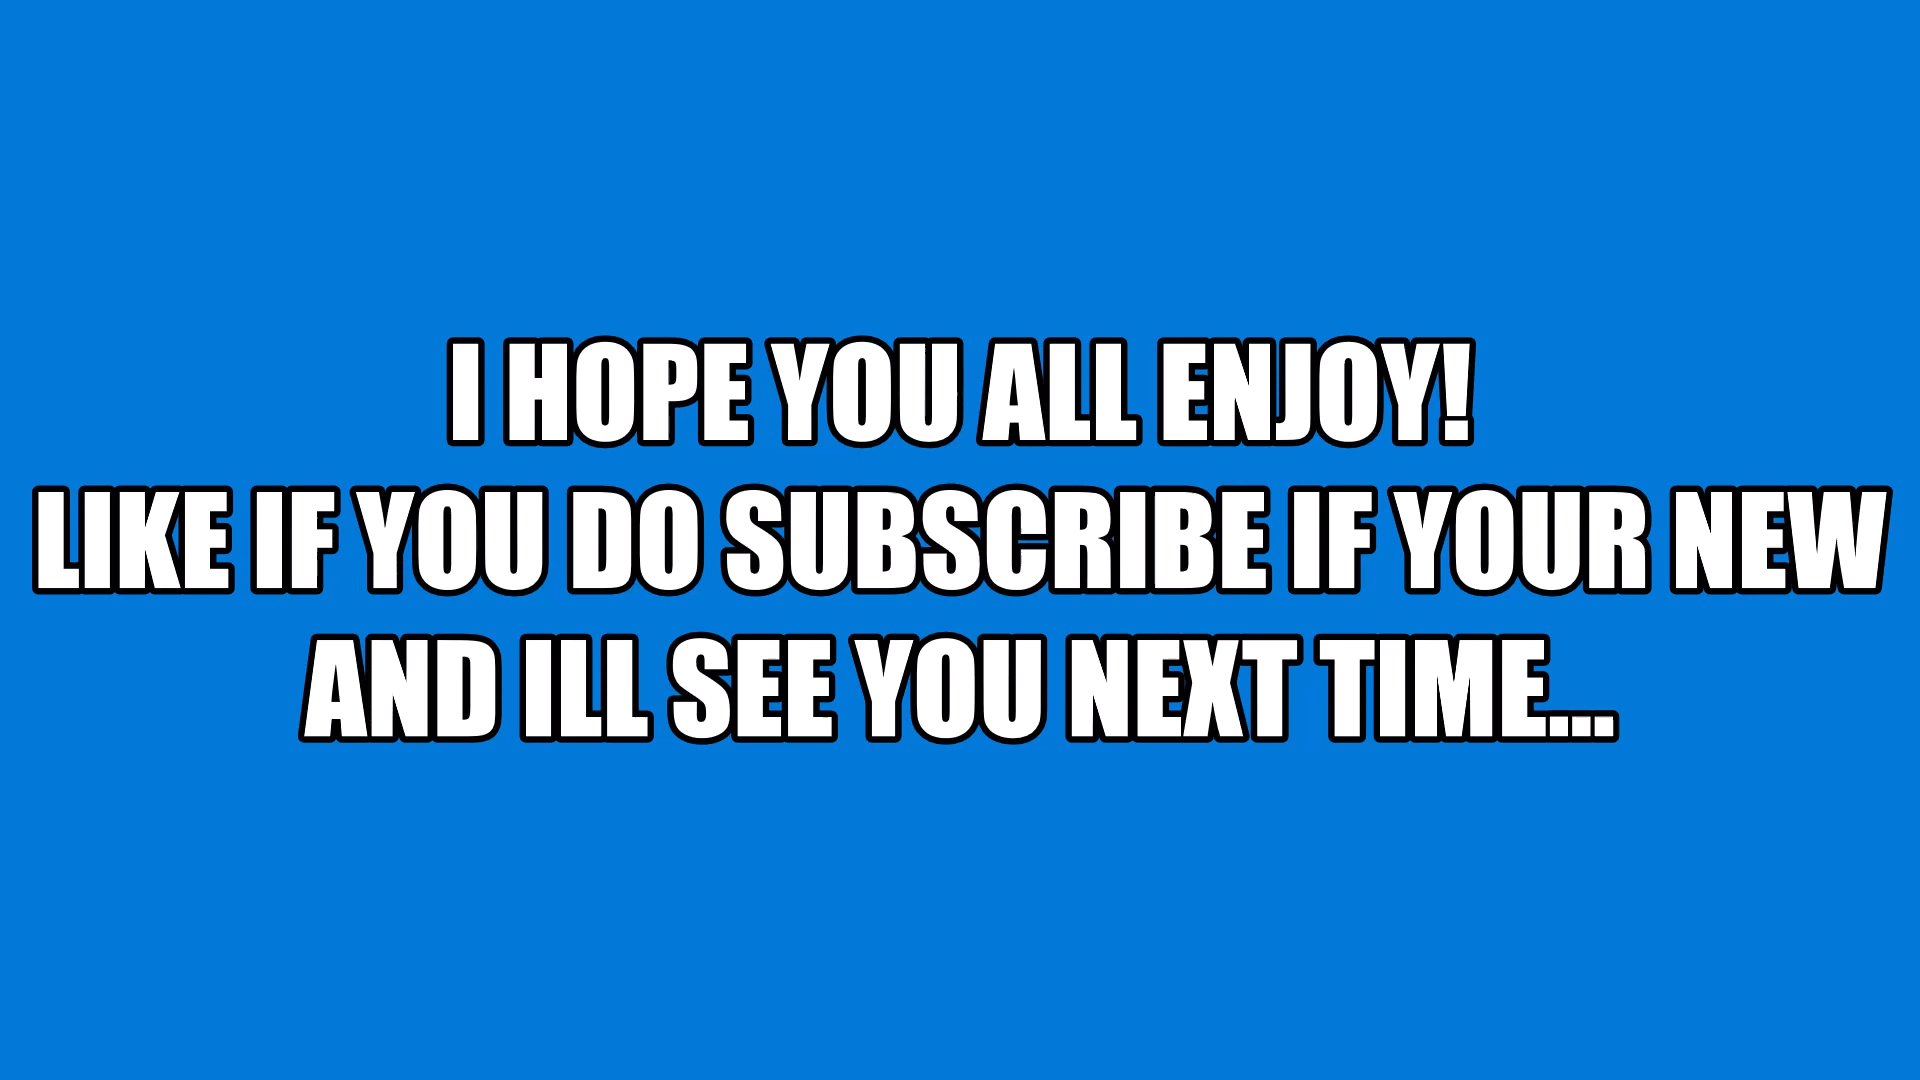 I HOPE YOU ALL ENJOY!
LIKE IF YOU DO SUBSCRIBE IF YOUR NEW
AND ILL SEE YOU NEXT TIME...